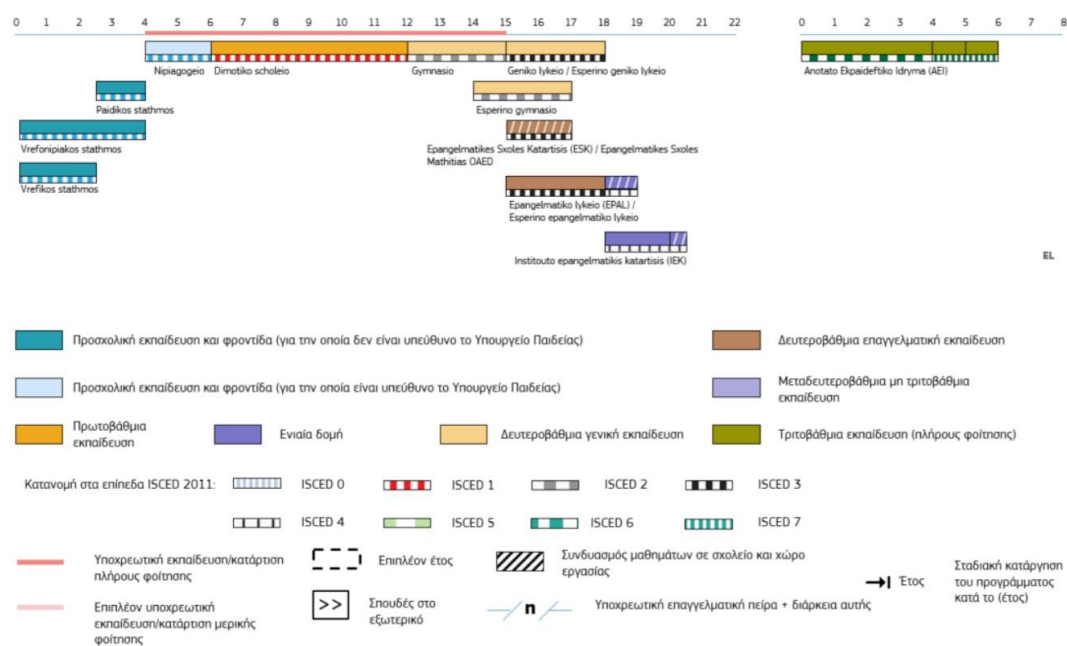 0 1 2 3 4 5 6 7 8 9 10 11 12 13 14 15 16 17 18 19 20 21 22 0 1 2 3 4 5 6 7 8
Nipiagogeio Dimotiko scholeio Gymnasio Geniko lykeio / Esperino geniko lykeio Anotato Ekpaideftiko Idryma (AEI)
Paidikos stathmos Esperino gymnasio
Vrefonipiakos stathmos Epangelmatikes Sxoles Katartisis (ESK) / Epangelmatikes Sxoles
Mathitias OAED
Vrefikos stathmos
Epangelmatiko lykeio (EPAL) /
Esperino epangelmatiko lykeio
Institouto epangelmatikis katartisis (IEK)
EL
Προσχολική εκπαίδευση και φροντίδα (για την οποία δεν είναι υπεύθυνο το Υπουργείο Παιδείας) Δευτεροβάθμια επαγγελματική εκπαίδευση
Προσχολική εκπαίδευση και φροντίδα (για την οποία είναι υπεύθυνο το Υπουργείο Παιδείας) Μεταδευτεροβάθμια μη τριτοβάθμια
εκπαίδευση
Πρωτοβάθμια
εκπαίδευση
Ενιαία δομή Δευτεροβάθμια γενική εκπαίδευση Τριτοβάθμια εκπαίδευση (πλήρους φοίτησης)
Κατανομή στα επίπεδα ISCED 2011: ISCED 0 ISCED 1 ISCED 2 ISCED 3
ISCED 4 ISCED 5 ISCED 6 ISCED 7
Υποχρεωτική εκπαίδευση/κατάρτιση
πλήρους φοίτησης
Επιπλέον έτος
Συνδυασμός μαθημάτων σε σχολείο και χώρο
εργασίας
Έτος
Σταδιακή κατάργηση
του προγράμματος
κατά το (έτος)
Επιπλέον υποχρεωτική
εκπαίδευση/κατάρτιση μερικής
φοίτησης
>> Σπουδές στο
εξωτερικό
n Υποχρεωτική επαγγελματική πείρα + διάρκεια αυτής